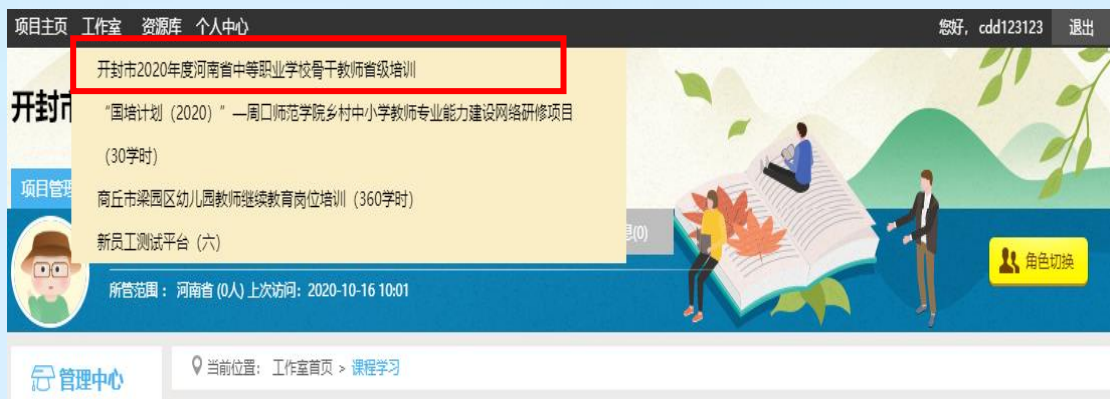 项目主页 工作室 资源库 个人中心 您好，cdd123123 退出
开封市2020年度河南省中等职业学校骨干教师省级培训
开封市
“国培计划（2020）”—周口师范学院乡村中小学教师专业能力建设网络研修项目
（30学时）
项目管理
商丘市梁园区幼儿园教师继续教育岗位培训（360学时）
新员工测试平台（六）
息(0)
角色切换
所管范围： 河南省 (0人) 上次访问：2020-10-16 10:01
管理中心
当前位置： 工作室首页 > 课程学习